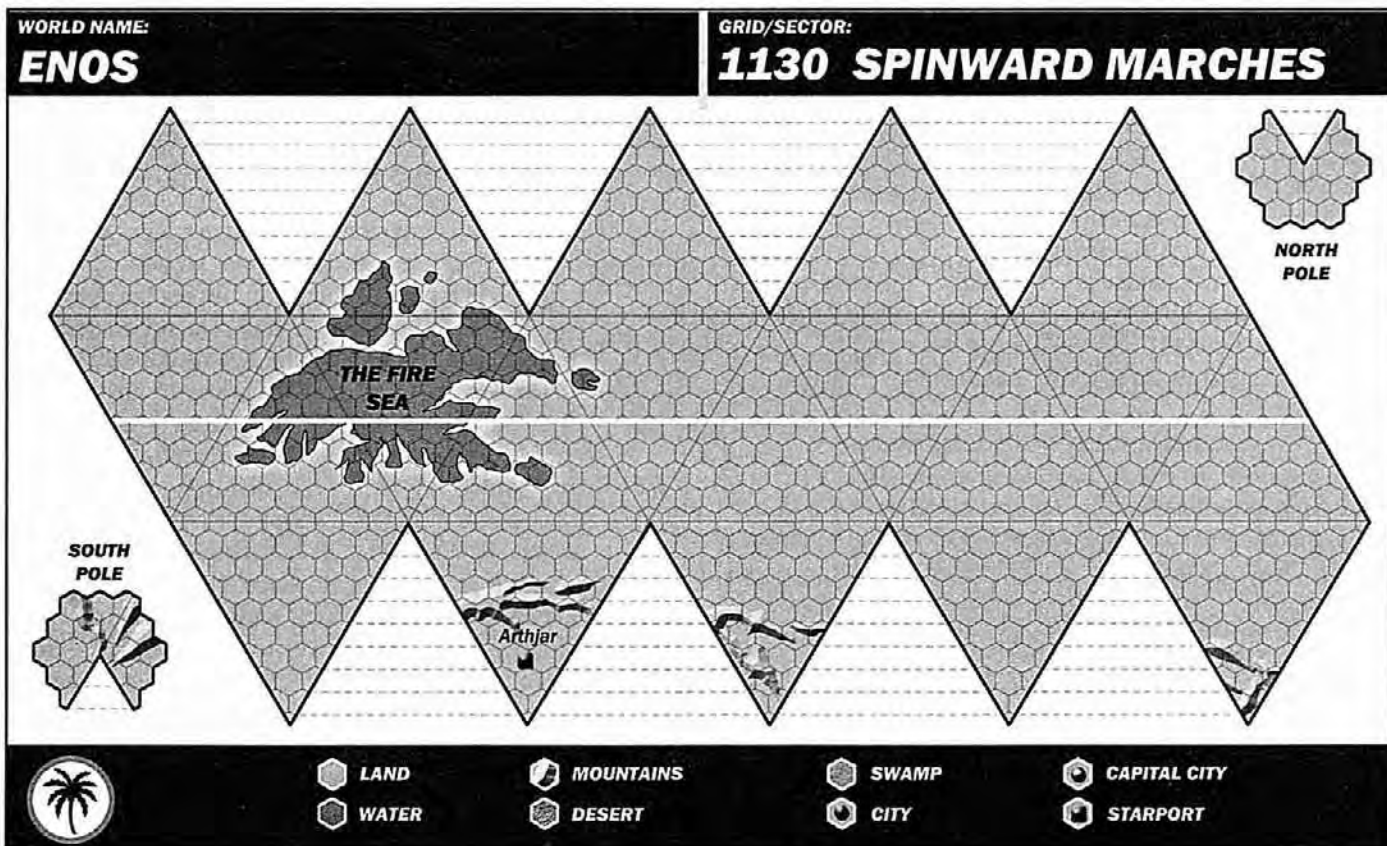 WORLD NAME:
ENOS
GRID/SECTOR:
1130 SPINWARD MARCHES
NORTH
POLE
THE FIRE
SEA
SOUTH
POLE
Arthjar
LAND
MOUNTAINS
SWAMP
CAPITAL CITY
WATER
DESERT
CITY
STARPORT